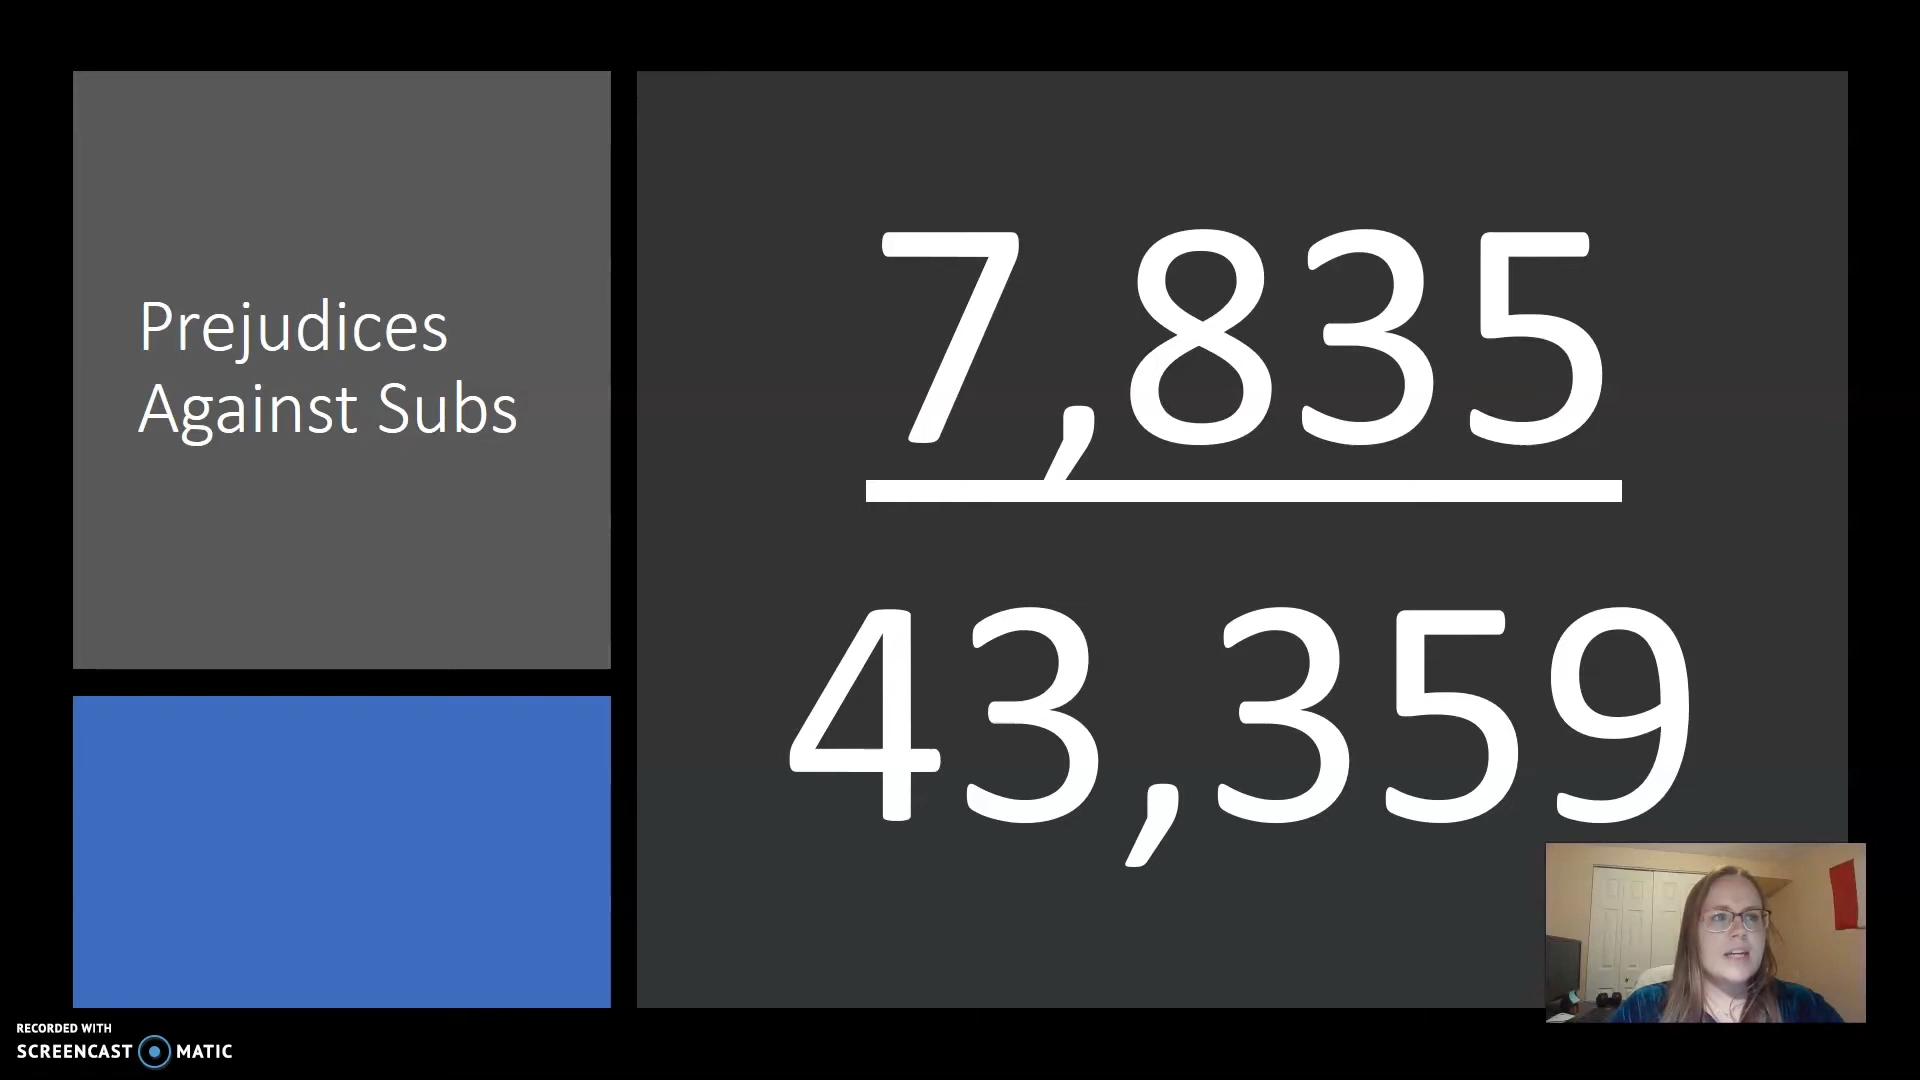 Prejudices
Against Subs
7,835
43,359
RECORDED WITH
SCREENCAST MATIC